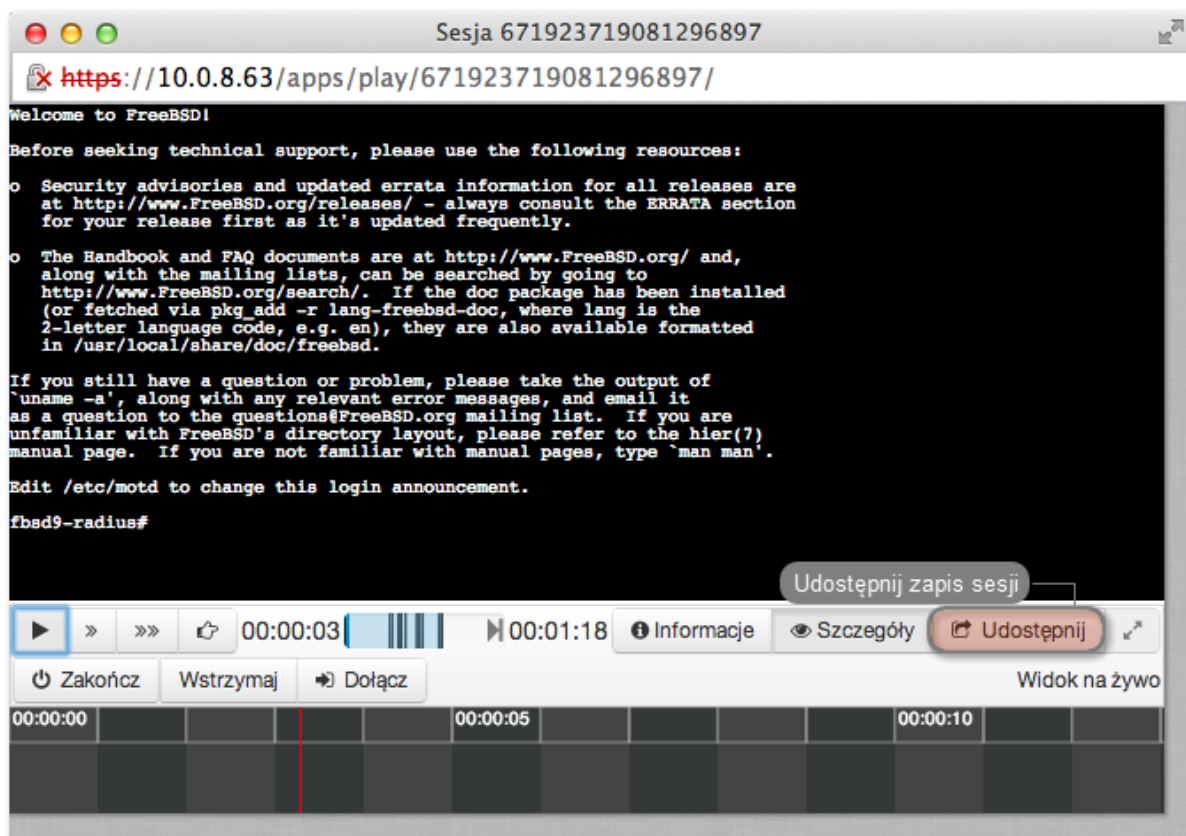 Sesja 671923719081296897
https://10.0.8.63/apps/play/671923719081296897/
Welcome to FreeBSD!
Before seeking technical support, please use the following resources:
o  Security advisories and updated errata information for all releases are
at http://www.FreeBSD.org/releases/ - always consult the ERRATA section
for your release first as it's updated frequently.
o  The Handbook and FAQ documents are at http://www.FreeBSD.org/ and,
along with the mailing lists, can be searched by going to
http://www.FreeBSD.org/search/.  If the doc package has been installed
(or fetched via pkg_add -r lang-freebsd-doc, where lang is the
2-letter language code, e.g. en), they are also available formatted
in /usr/local/share/doc/freebsd.
If you still have a question or problem, please take the output of
`uname -a', along with any relevant error messages, and email it
as a question to the questions@FreeBSD.org mailing list.  If you are
unfamiliar with FreeBSD's directory layout, please refer to the hier(7)
manual page.  If you are not familiar with manual pages, type `man man'.
Edit /etc/motd to change this login announcement.
fbsd9-radius#
Udostępnij zapis sesji
00:00:03 00:01:18 Informacje Szczegóły Udostępnij
Zakończ Wstrzymaj Dołącz Widok na żywo
00:00:00 00:00:05 00:00:10